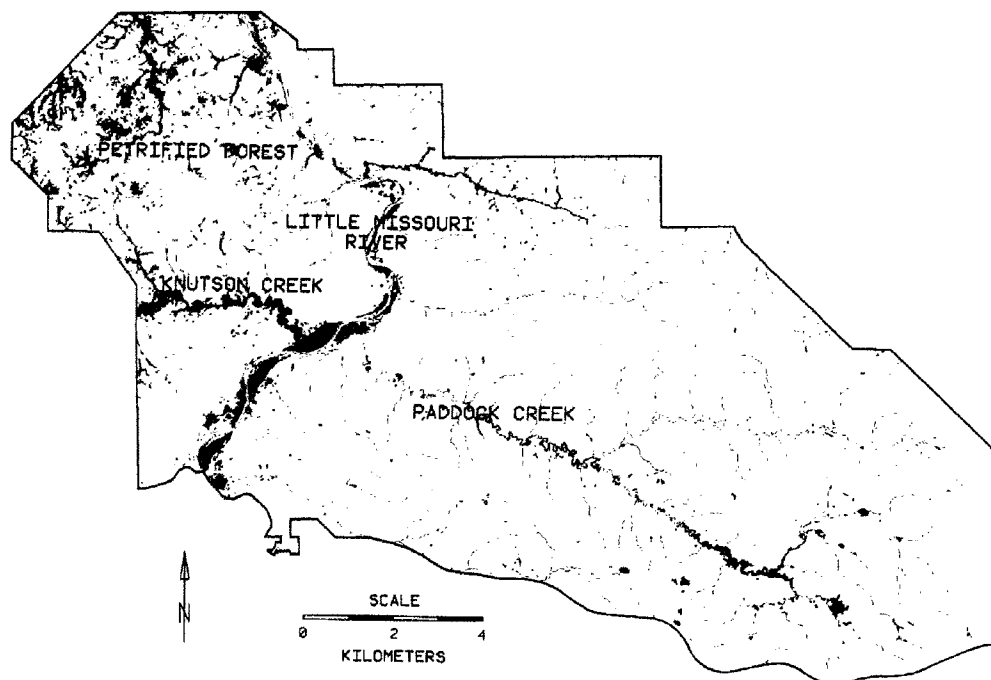 PETRIFIED FOREST
LITTLE MISSOURI
RIVER
KNUTSON CREEK
PADDOCK CREEK
N
SCALE
0 2 4
KILOMETERS